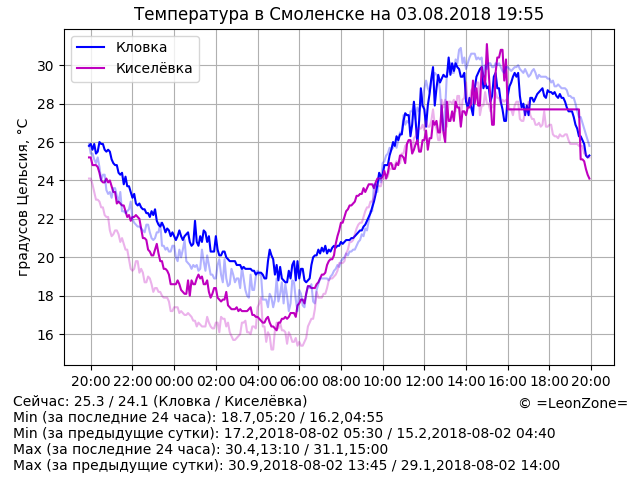 Температура в Смоленске на 03.08.2018 19:55
Кловка
Киселёвка
градусов Цельсия, °C
30
28
26
24
22
20
18
16
20:00 22:00 00:00 02:00 04:00 06:00 08:00 10:00 12:00 14:00 16:00 18:00 20:00
Сейчас: 25.3 / 24.1 (Кловка / Киселёвка)
© =LeonZone=
Min (за последние 24 часа): 18.7,05:20 / 16.2,04:55
Min (за предыдущие сутки): 17.2,2018-08-02 05:30 / 15.2,2018-08-02 04:40
Max (за последние 24 часа): 30.4,13:10 / 31.1,15:00
Max (за предыдущие сутки): 30.9,2018-08-02 13:45 / 29.1,2018-08-02 14:00